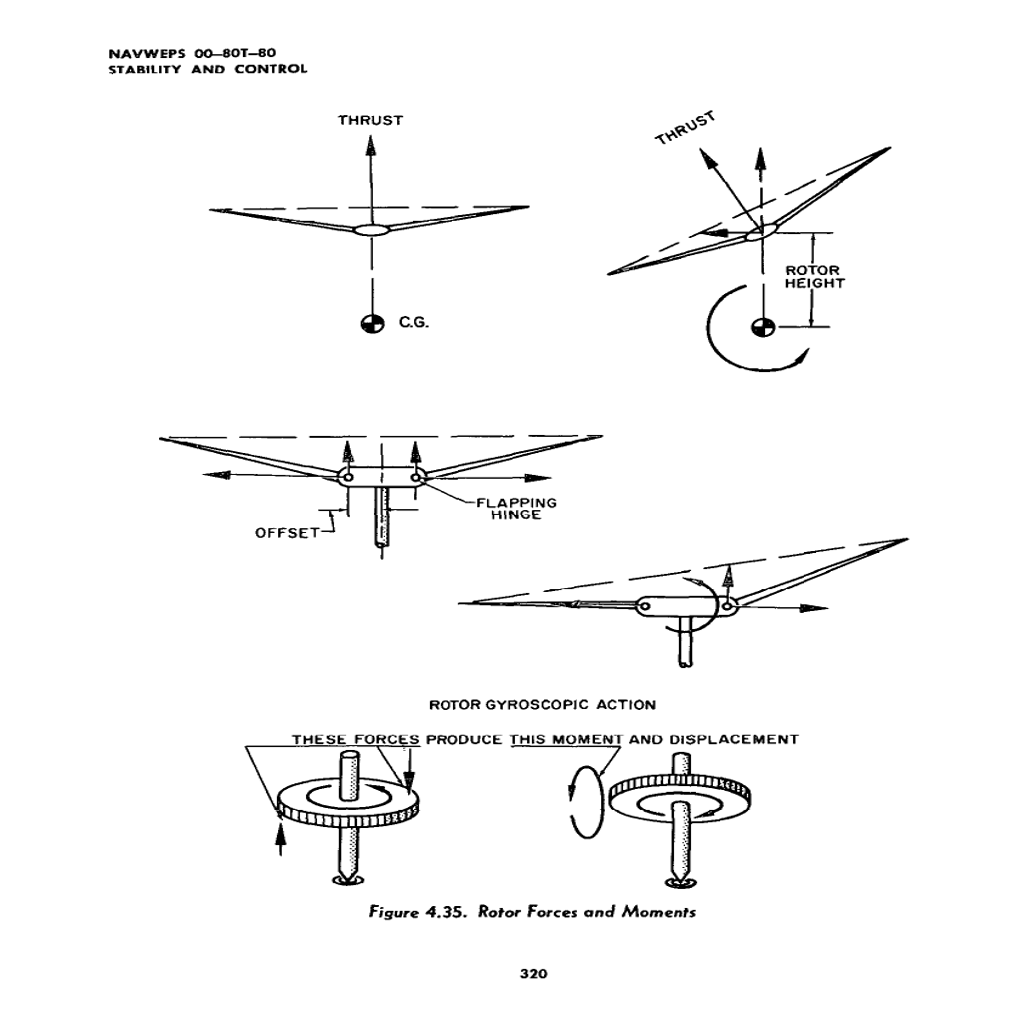 NAVWEPS 00–80T–80
STABILITY AND CONTROL
THRUST
THRUST
ROTOR
HEIGHT
C.G.
FLAPPING
HINGE
OFFSET
ROTOR GYROSCOPIC ACTION
THESE FORCES PRODUCE THIS MOMENT AND DISPLACEMENT
Figure 4.35. Rotor Forces and Moments
320